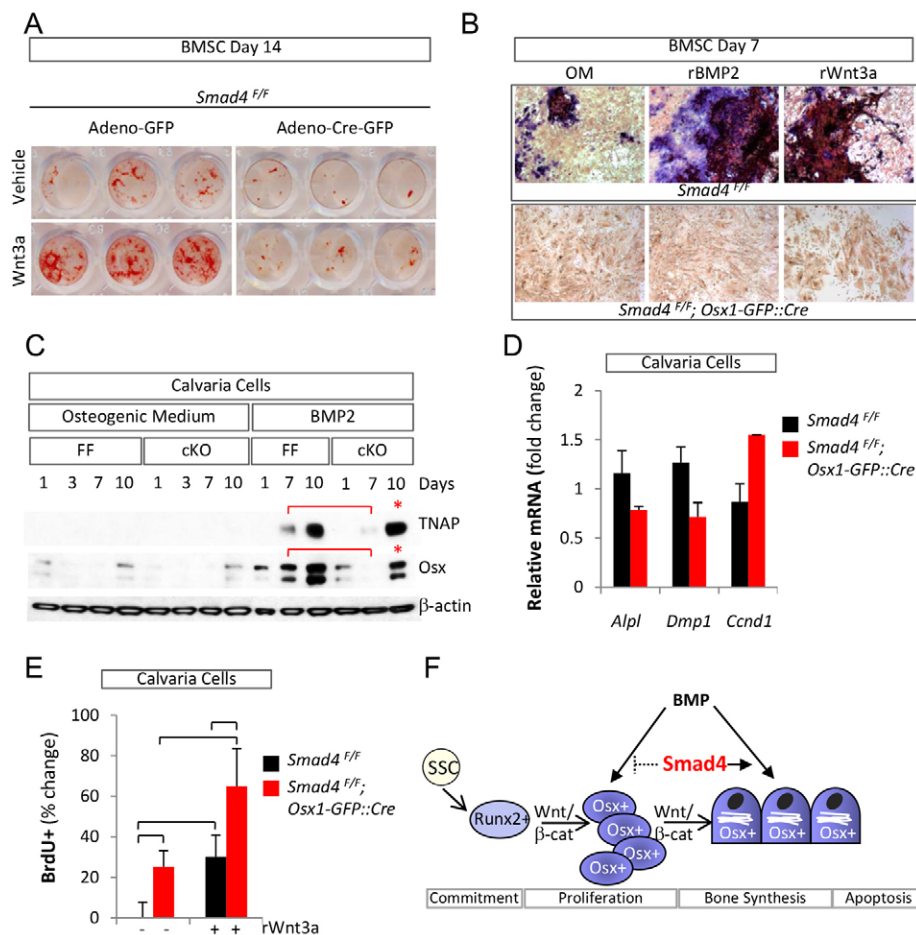 A
BMSC Day 14
Smad4 F/F
Adeno-GFP Adeno-Cre-GFP
Vehicle
Wnt3a
B
BMSC Day 7
OM rBMP2 rWnt3a
Smad4 F/F
Smad4 F/F; Osx1-GFP::Cre
C
Calvaria Cells
Osteogenic Medium BMP2
FF cKO FF cKO
1 3 7 10 1 3 7 10 1 7 10 1 7 10 Days
* TNAP
* Osx
β-actin
D
Calvaria Cells
Relative mRNA (fold change)
2
1.5
1
0.5
0
Alpl Dmp1 Ccnd1
Smad4 F/F
Smad4 F/F;
Osx1-GFP::Cre
E
Calvaria Cells
BrdU+ (% change)
100
80
60
40
20
0
- - + + rWnt3a
Smad4 F/F
Smad4 F/F;
Osx1-GFP::Cre
F
BMP
Smad4
SSC
Runx2+
Wnt/
β-cat
Osx+
Osx+
Osx+
Osx+
Wnt/
β-cat
Osx+ Osx+ Osx+
Commitment Proliferation Bone Synthesis Apoptosis